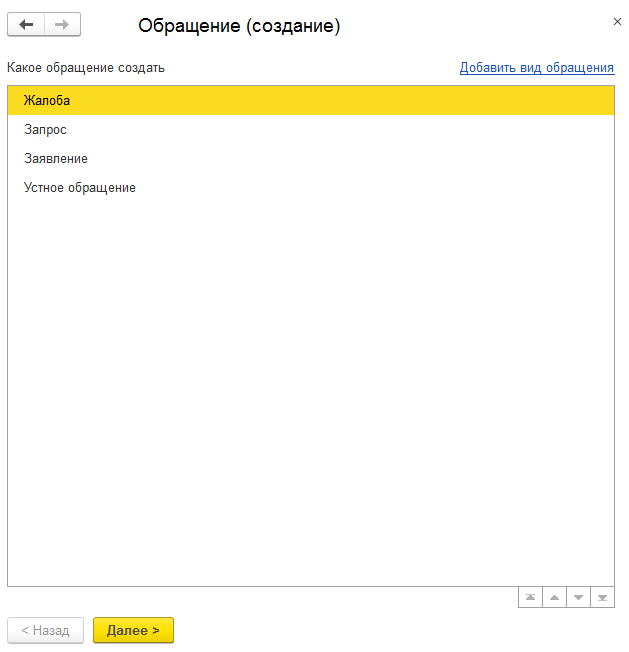 Обращение (создание)
Какое обращение создать Добавить вид обращения
Жалоба
Запрос
Заявление
Устное обращение
< Назад Далее >